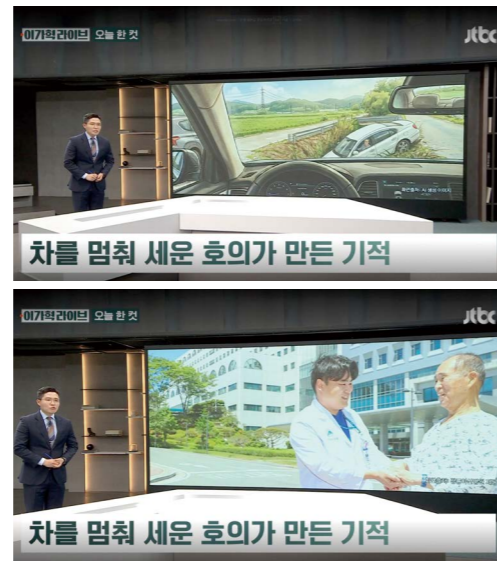 이가혁라이브 오늘 한 컷
jtbc
차를 멈춰 세운 호의가 만든 기적
이가혁라이브 오늘 한 컷
jtbc
차를 멈춰 세운 호의가 만든 기적